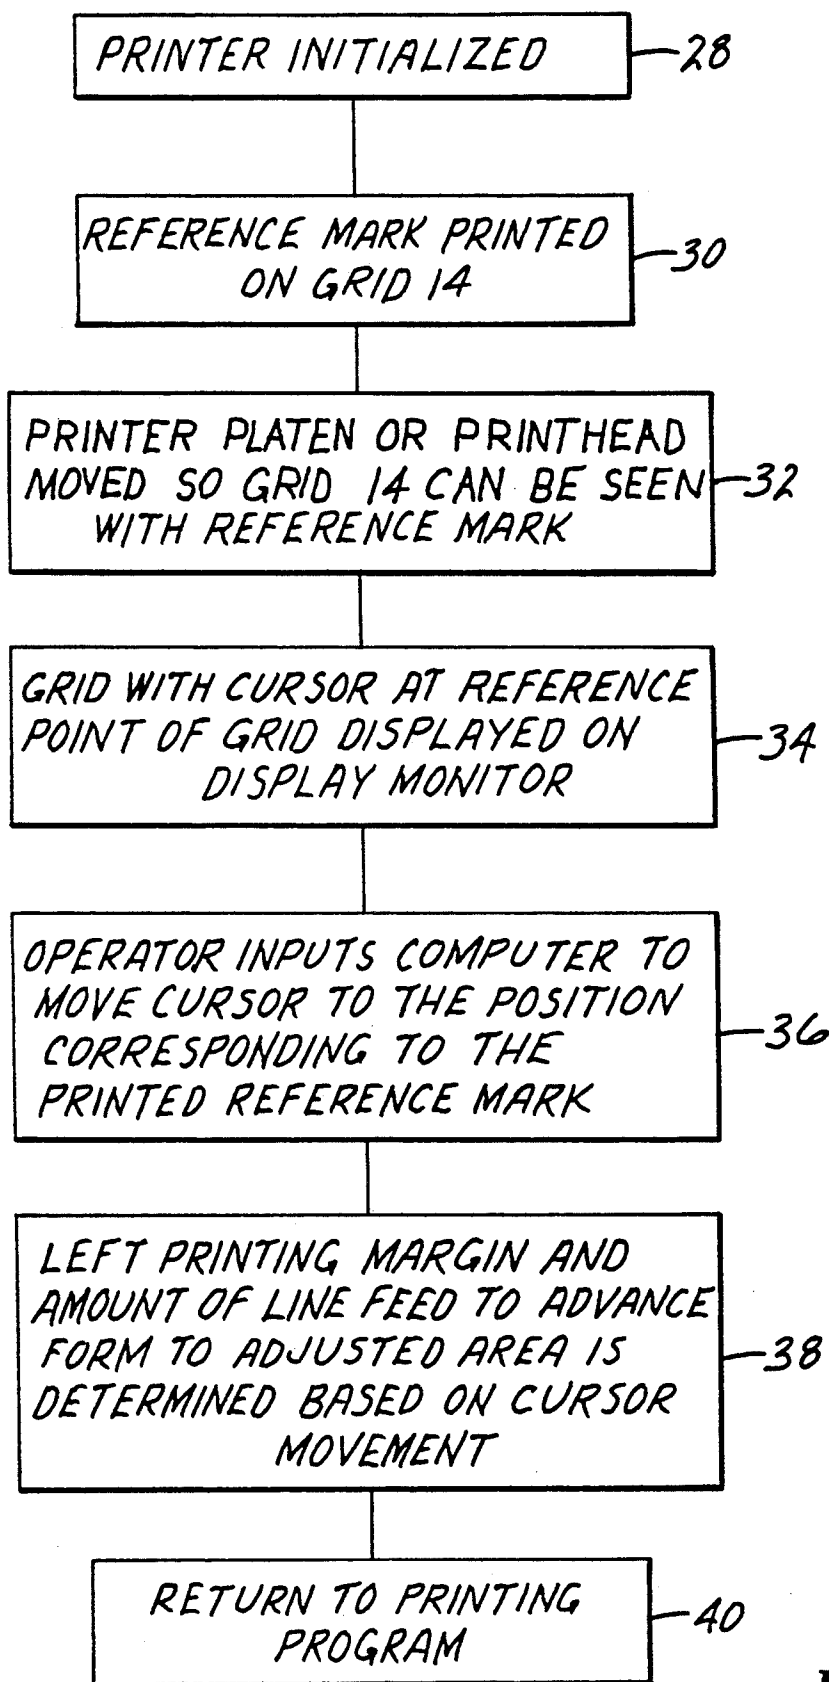 PRINTER INITIALIZED
28
REFERENCE MARK PRINTED
ON GRID 14
30
PRINTER PLATEN OR PRINTHEAD
MOVED SO GRID 14 CAN BE SEEN
WITH REFERENCE MARK
32
GRID WITH CURSOR AT REFERENCE
POINT OF GRID DISPLAYED ON
DISPLAY MONITOR
34
OPERATOR INPUTS COMPUTER TO
MOVE CURSOR TO THE POSITION
CORRESPONDING TO THE
PRINTED REFERENCE MARK
36
LEFT PRINTING MARGIN AND
AMOUNT OF LINE FEED TO ADVANCE
FORM TO ADJUSTED AREA IS
DETERMINED BASED ON CURSOR
MOVEMENT
38
RETURN TO PRINTING
PROGRAM
40